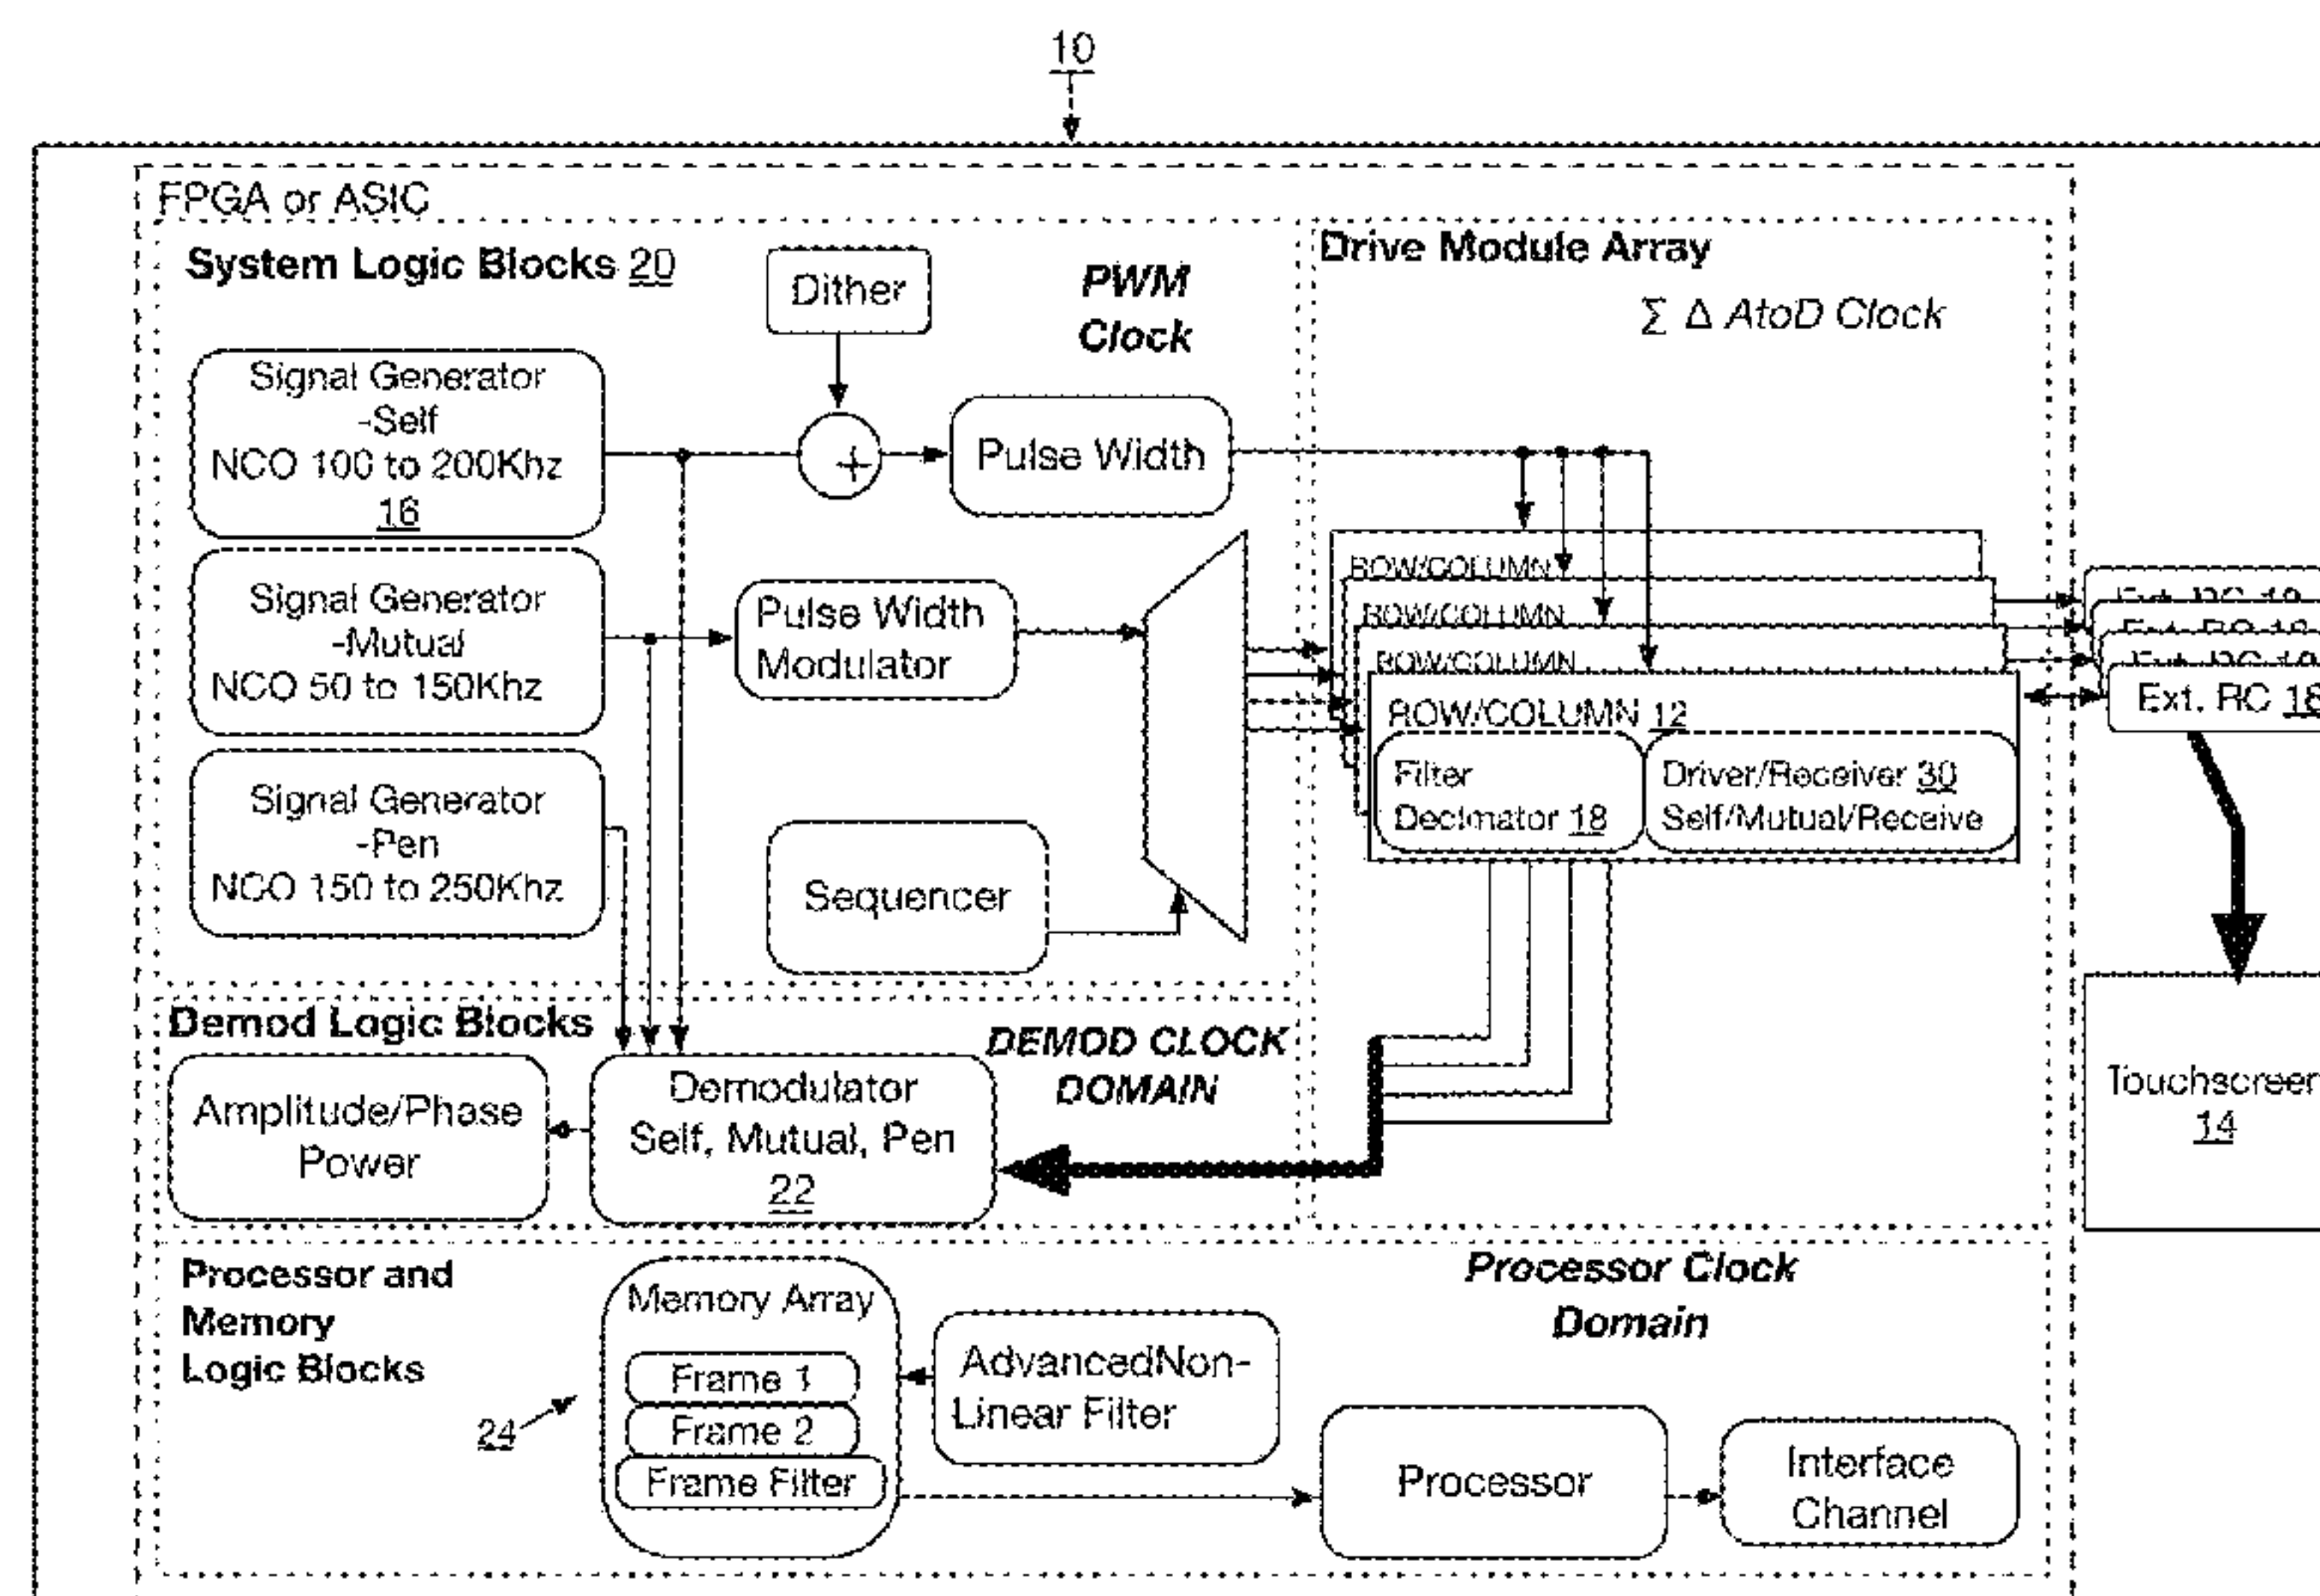 10
FPGA or ASIC
System Logic Blocks 20
Dither
PWM
Clock
Drive Module Array
∑ Δ AtoD Clock
Signal Generator
-Self
NCO 100 to 200Khz
16
+
Pulse Width
Signal Generator
-Mutual
NCO 50 to 150Khz
Pulse Width
Modulator
ROW/COLUMN
ROW/COLUMN
ROW/COLUMN
ROW/COLUMN 12
Filter
Decimator 18
Driver/Receiver 30
Self/Mutual/Receive
Ext. RC
Signal Generator
-Pen
NCO 150 to 250Khz
Sequencer
Demod Logic Blocks
DEMOD CLOCK
DOMAIN
Amplitude/Phase
Power
Demodulator
Self, Mutual, Pen
22
Touchscreen
14
Processor and
Memory
Logic Blocks
24
Memory Array
Frame 1
Frame 2
Frame Filter
AdvancedNon-
Linear Filter
Processor Clock
Domain
Processor
Interface
Channel